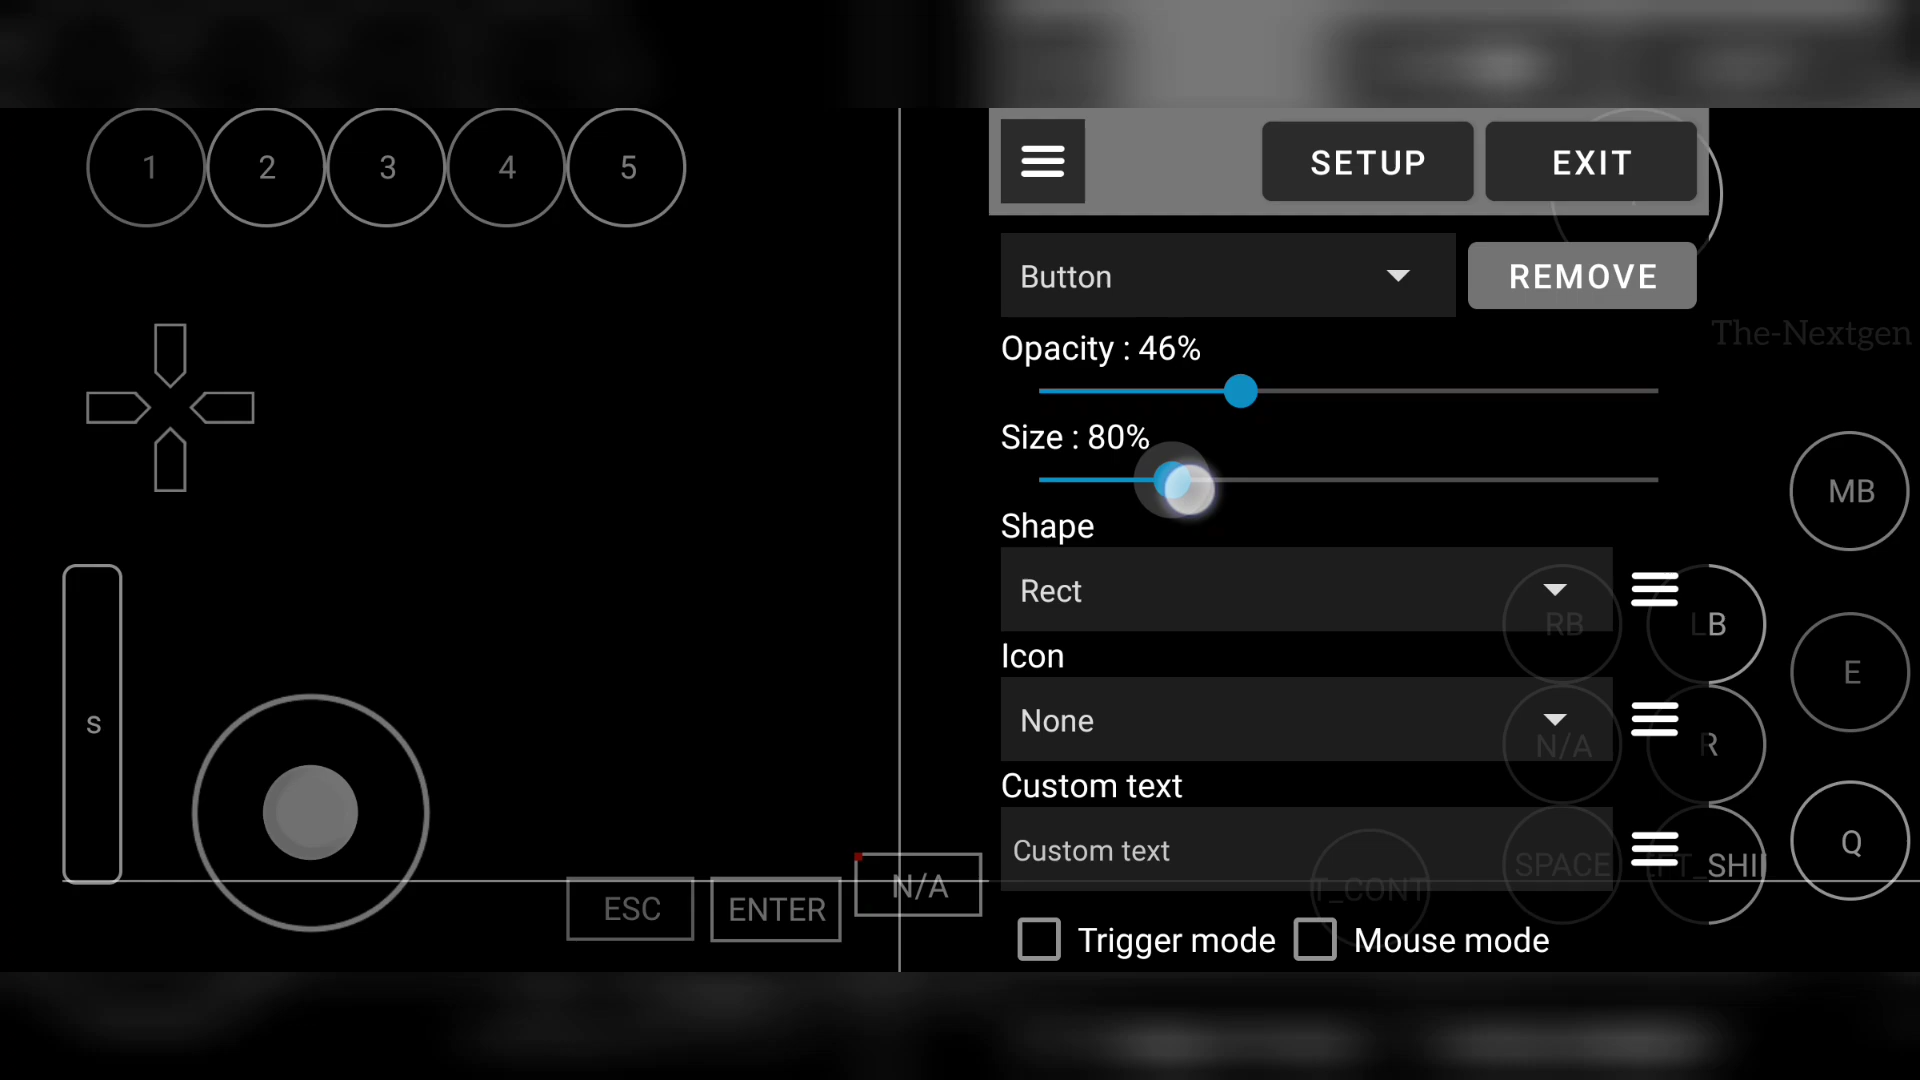 1 2 3 4 5
SETUP EXIT
Button REMOVE
The-Nextgen
Opacity : 46%
Size : 80%
MB
Shape
Rect
RB LB
Icon
E
None
N/A R
s
Custom text
Custom text
SPACE
Q
N/A
ESC ENTER
Trigger mode Mouse mode